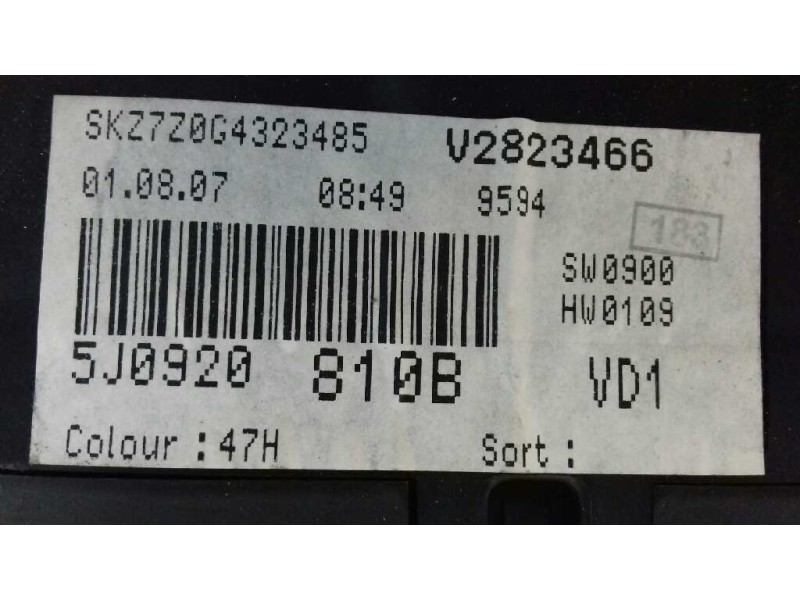 SKZ7Z0G4323485 V2823466
01.08.07 08:49 9594
183
SW0900
HW0109
5J0920 810B VD1
Colour : 47H Sort :